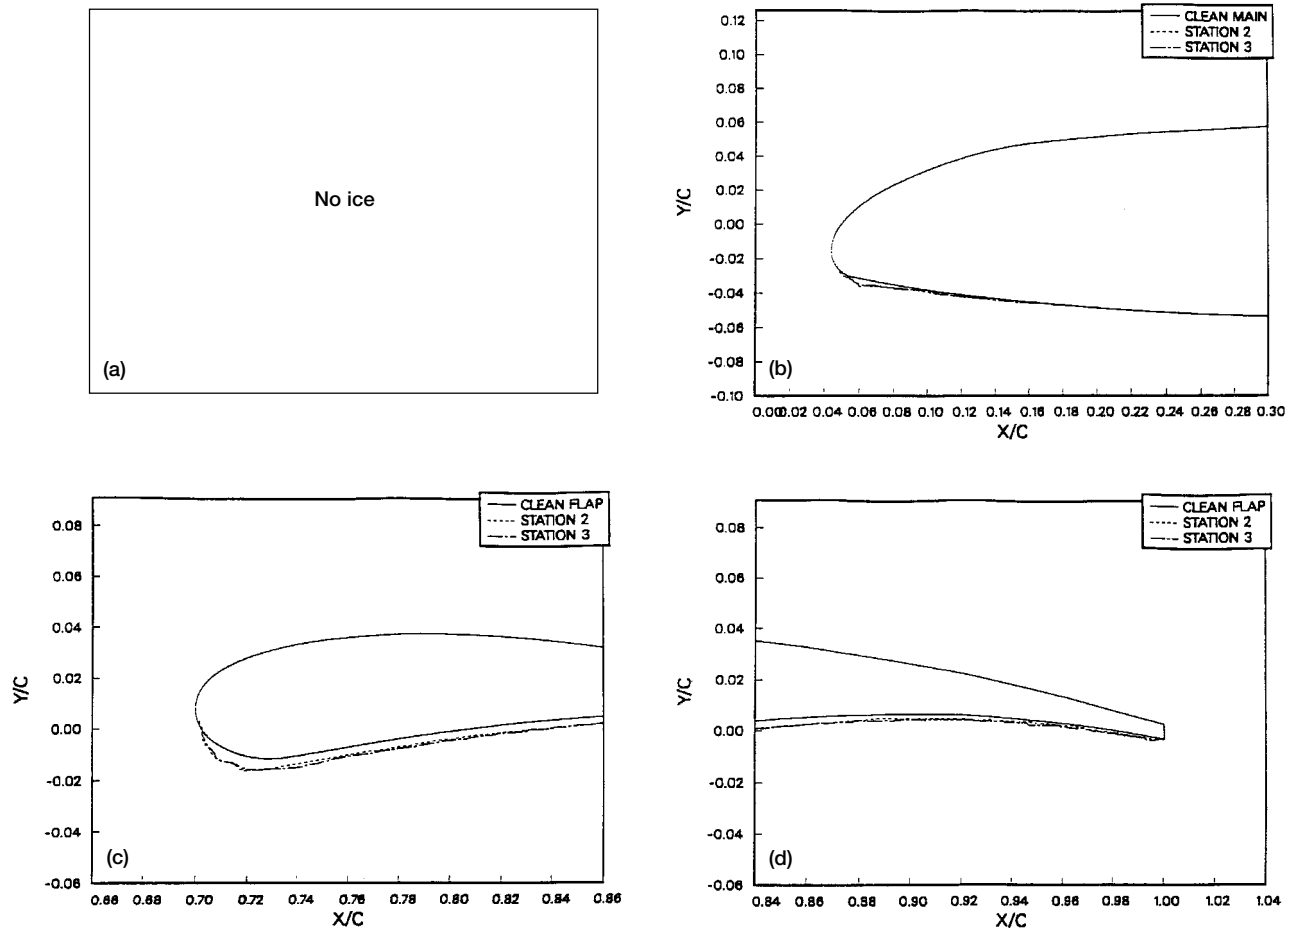 No ice
(a)
CLEAN MAIN
STATION 2
STATION 3
0.12
0.10
0.08
0.06
0.04
0.02
0.00
-0.02
-0.04
-0.06
-0.08
-0.10
Y/C
(b)
0.00 0.02 0.04 0.06 0.08 0.10 0.12 0.14 0.16 0.18 0.20 0.22 0.24 0.26 0.28 0.30
X/C
CLEAN FLAP
STATION 2
STATION 3
0.08
0.06
0.04
0.02
0.00
-0.02
-0.04
-0.06
Y/C
(c)
0.66 0.68 0.70 0.72 0.74 0.76 0.78 0.80 0.82 0.84 0.86
X/C
CLEAN FLAP
STATION 2
STATION 3
0.08
0.06
0.04
0.02
0.00
-0.02
-0.04
-0.06
Y/C
(d)
0.84 0.86 0.88 0.90 0.92 0.94 0.96 0.98 1.00 1.02 1.04
X/C